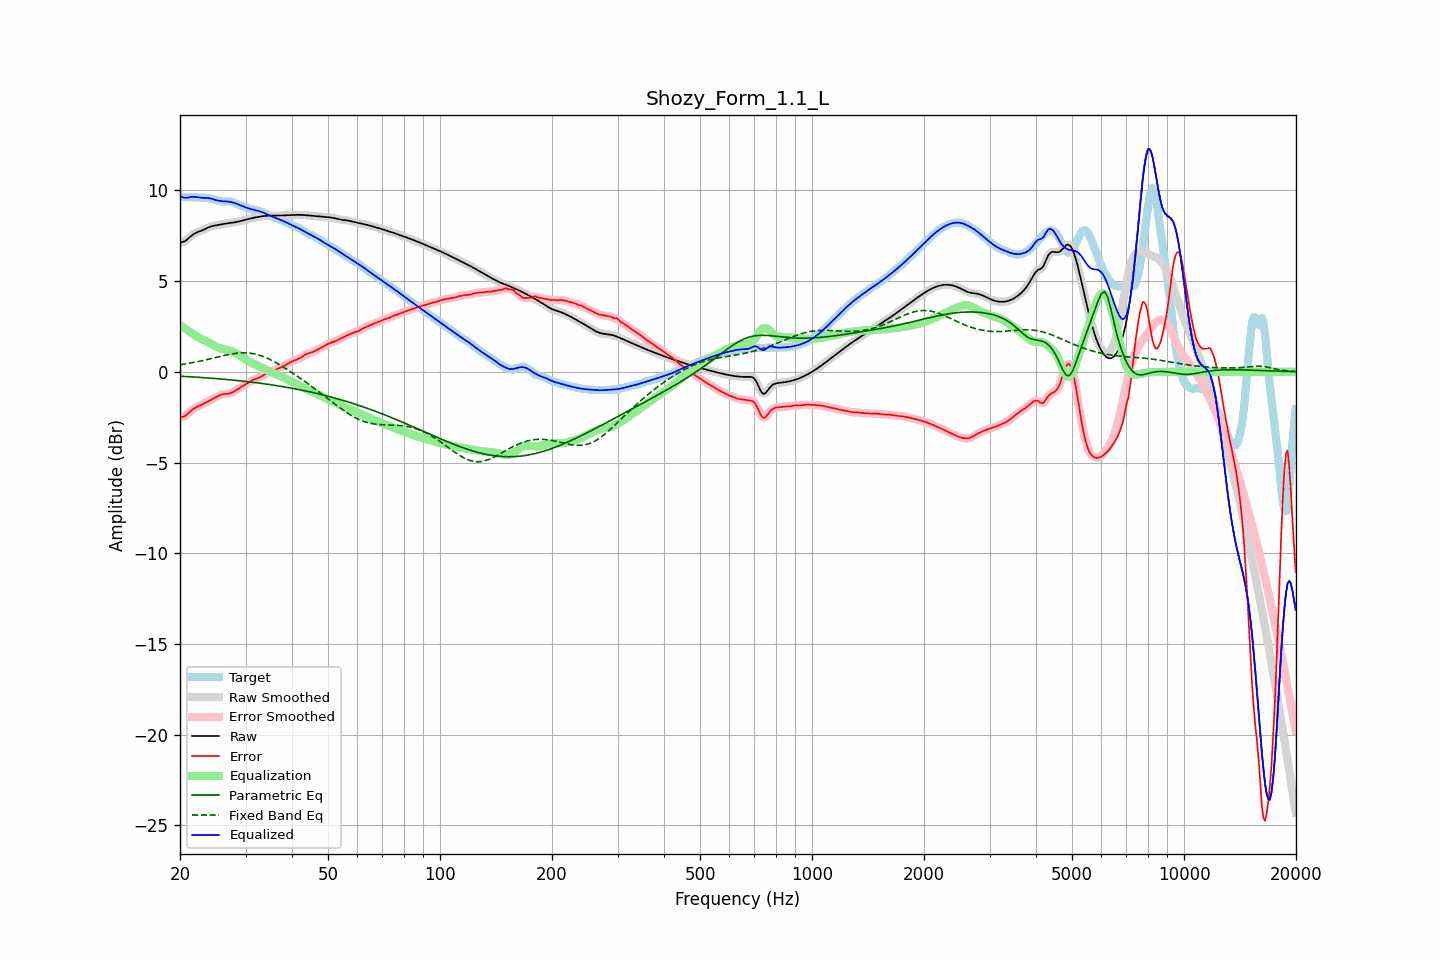 Shozy_Form_1.1_L
10
5
0
−5
−10
−15
−20
−25
Amplitude (dBr)
Target
Raw Smoothed
Error Smoothed
Raw
Error
Equalization
Parametric Eq
Fixed Band Eq
Equalized
20 50 100 200 500 1000 2000 5000 10000 20000
Frequency (Hz)